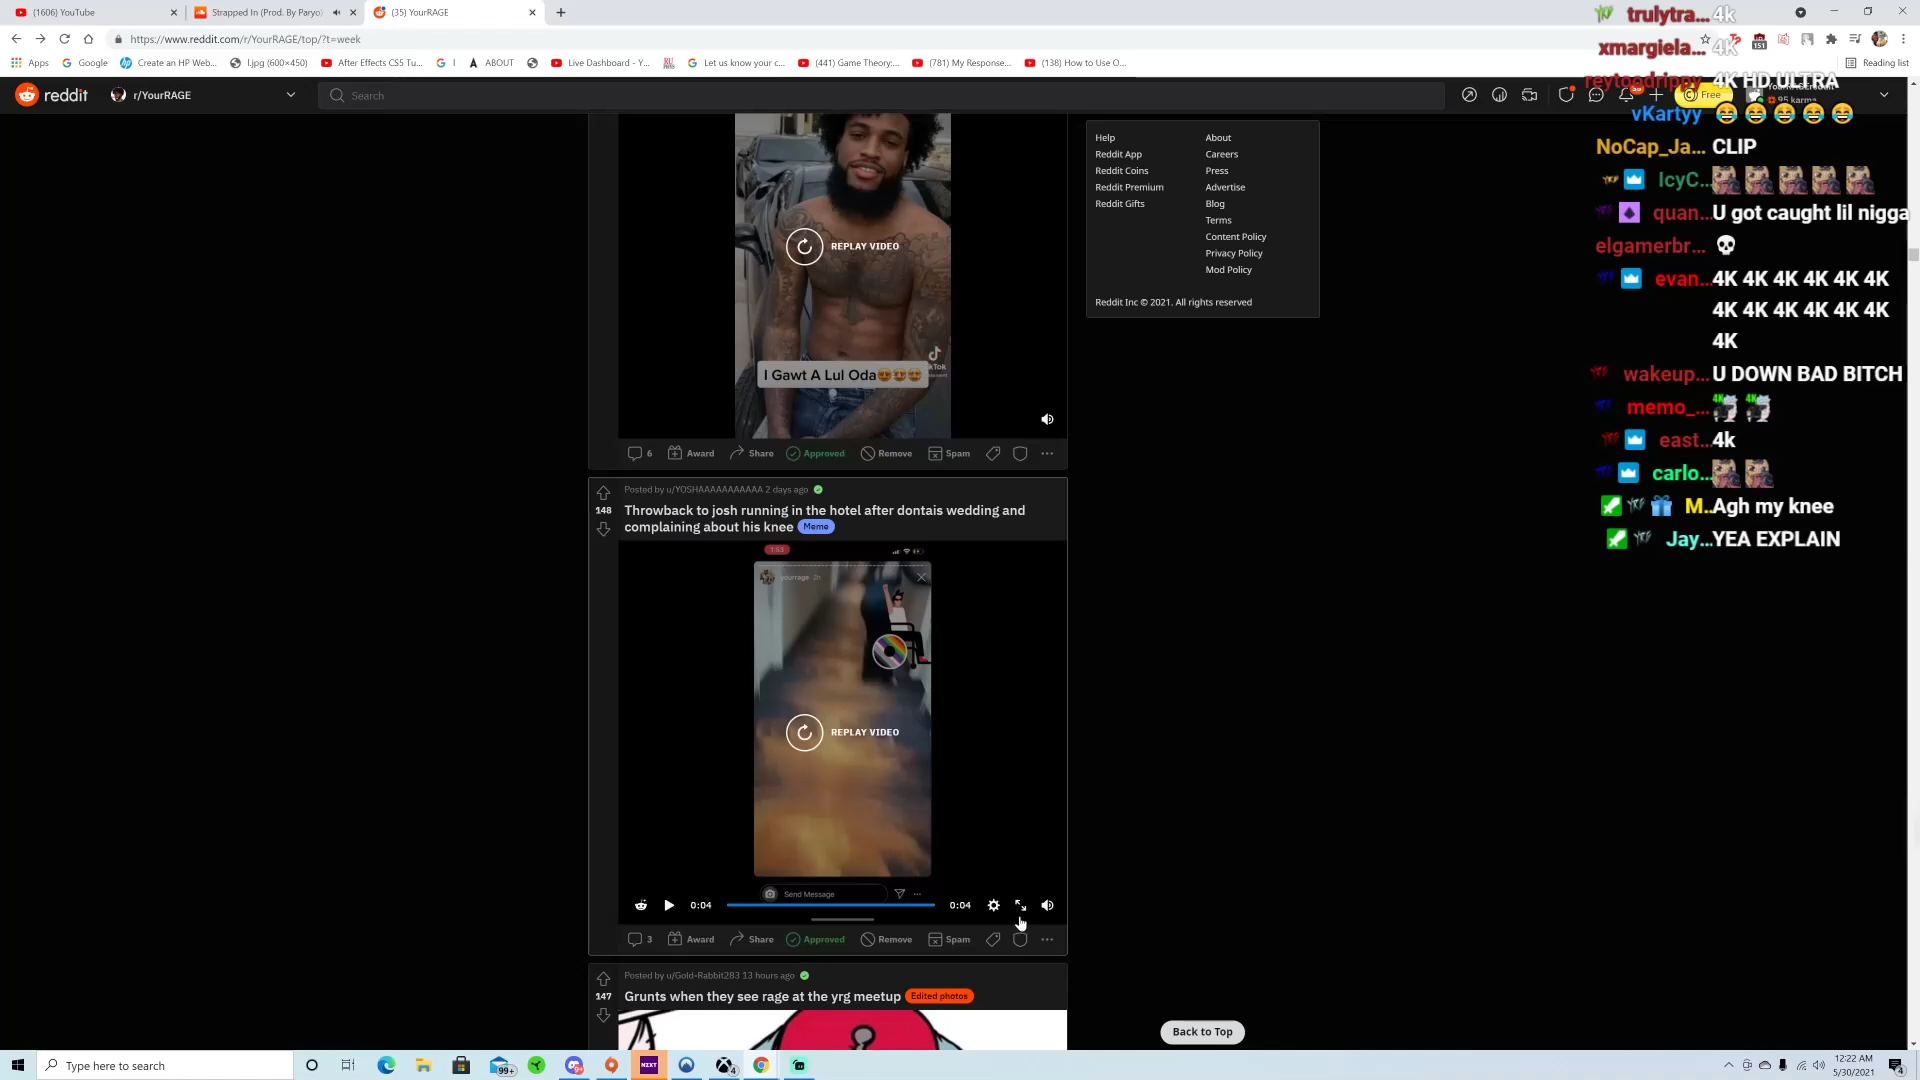 (1606) YouTube
Strapped In (Prod. By Paryo)
(35) YourRAGE
https://www.reddit.com/r/YourRAGE/top/?t=week
Apps
Google
Create an HP Web...
l.jpg (600×450)
After Effects CS5 Tu...
ABOUT
Live Dashboard - Y...
Let us know your c...
(441) Game Theory:...
(781) My Response...
(138) How to Use O...
Reading list
reddit
r/YourRAGE
Search
Free
95 karma
REPLAY VIDEO
I Gawt A Lul Oda😍🤩🤩
6
Award
Share
Approved
Remove
Spam
Posted by u/YOSHAAAAAAAAAAA 2 days ago
148
Throwback to josh running in the hotel after dontais wedding and
complaining about his knee Meme
1:53
yourrage 2h
REPLAY VIDEO
Send Message
0:04
0:04
3
Award
Share
Approved
Remove
Spam
Posted by u/Gold-Rabbit283 13 hours ago
147
Grunts when they see rage at the yrg meetup Edited photos
Help
About
Reddit App
Careers
Reddit Coins
Press
Reddit Premium
Advertise
Reddit Gifts
Blog
Terms
Content Policy
Privacy Policy
Mod Policy
Reddit Inc © 2021. All rights reserved
Back to Top
trulytra... 4k
xmargiela... 4K
reytoodrippy 4K HD ULTRA
vKartyy 😂😂😂😂😂
NoCap_Ja... CLIP
IcyC...
quan... U got caught lil nigga
elgamerbr... 💀
evan... 4K 4K 4K 4K 4K 4K
4K 4K 4K 4K 4K 4K
4K
wakeup... U DOWN BAD BITCH
memo_...
east... 4k
carlo...
M.. Agh my knee
Jay... YEA EXPLAIN
Type here to search
99+
12:22 AM
5/30/2021